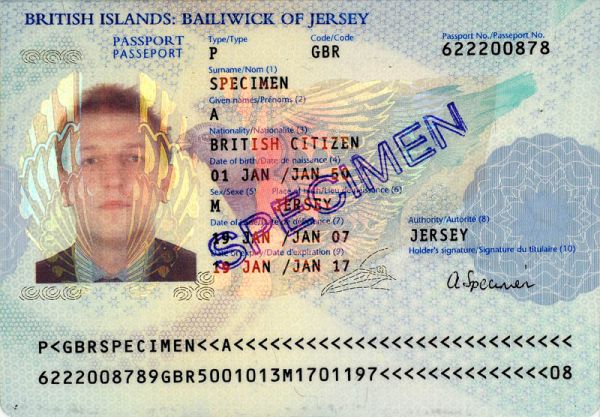 BRITISH ISLANDS: BAILIWICK OF JERSEY
PASSPORT
PASSEPORT
Type/Type
Code/Code
Passport No./Passeport No.
P
GBR
622200878
Surname/Nom (1)
SPECIMEN
Given names/Prénoms (2)
A
Nationality/Nationalité (3)
BRITISH CITIZEN
Date of birth/Date de naissance (4)
01 JAN /JAN 50
Sex/Sexe (5)
Place of birth/Lieu de naissance (6)
M
JERSEY
Date of issue/Date de délivrance (7)
19 JAN /JAN 07
Date of expiry/Date d'expiration (9)
19 JAN /JAN 17
Authority/Autorité (8)
JERSEY
Holder's signature/Signature du titulaire (10)
A Specimen
SPECIMEN
P<GBRSPECIMEN<<A<<<<<<<<<<<<<<<<<<<<<<<<<<<<
6222008789GBR5001013M1701197<<<<<<<<<<<<<<08